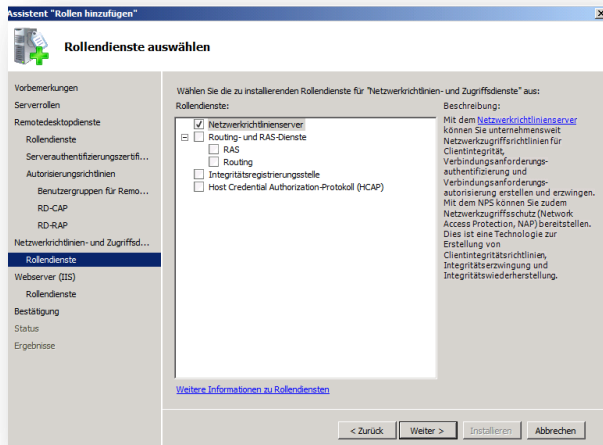 Assistent "Rollen hinzufügen"
Rollendienste auswählen
Vorbemerkungen
Serverrollen
Remotedesktopdienste
Rollendienste
Serverauthentifizierungszertifi...
Autorisierungsrichtlinien
Benutzergruppen für Remo...
RD-CAP
RD-RAP
Netzwerkrichtlinien- und Zugriffsd...
Rollendienste
Webserver (IIS)
Rollendienste
Bestätigung
Status
Ergebnisse
Wählen Sie die zu installierenden Rollendienste für "Netzwerkrichtlinien- und Zugriffsdienste" aus:
Rollendienste:
Netzwerkrichtlinienserver
Routing- und RAS-Dienste
RAS
Routing
Integritätsregistrierungsstelle
Host Credential Authorization-Protokoll (HCAP)
Weitere Informationen zu Rollendiensten
Beschreibung:
Mit dem Netzwerkrichtlinienserver
können Sie unternehmensweit
Netzwerkzugriffsrichtlinien für
Clientintegrität,
Verbindungsanforderungs-
authentifizierung und
Verbindungsanforderungs-
autorisierung erstellen und erzwingen.
Mit dem NPS können Sie zudem
Netzwerkzugriffsschutz (Network
Access Protection, NAP) bereitstellen.
Dies ist eine Technologie zur
Erstellung von
Clientintegritätsrichtlinien,
Integritätserzwingung und
Integritätswiederherstellung.
< Zurück
Weiter >
Installieren
Abbrechen